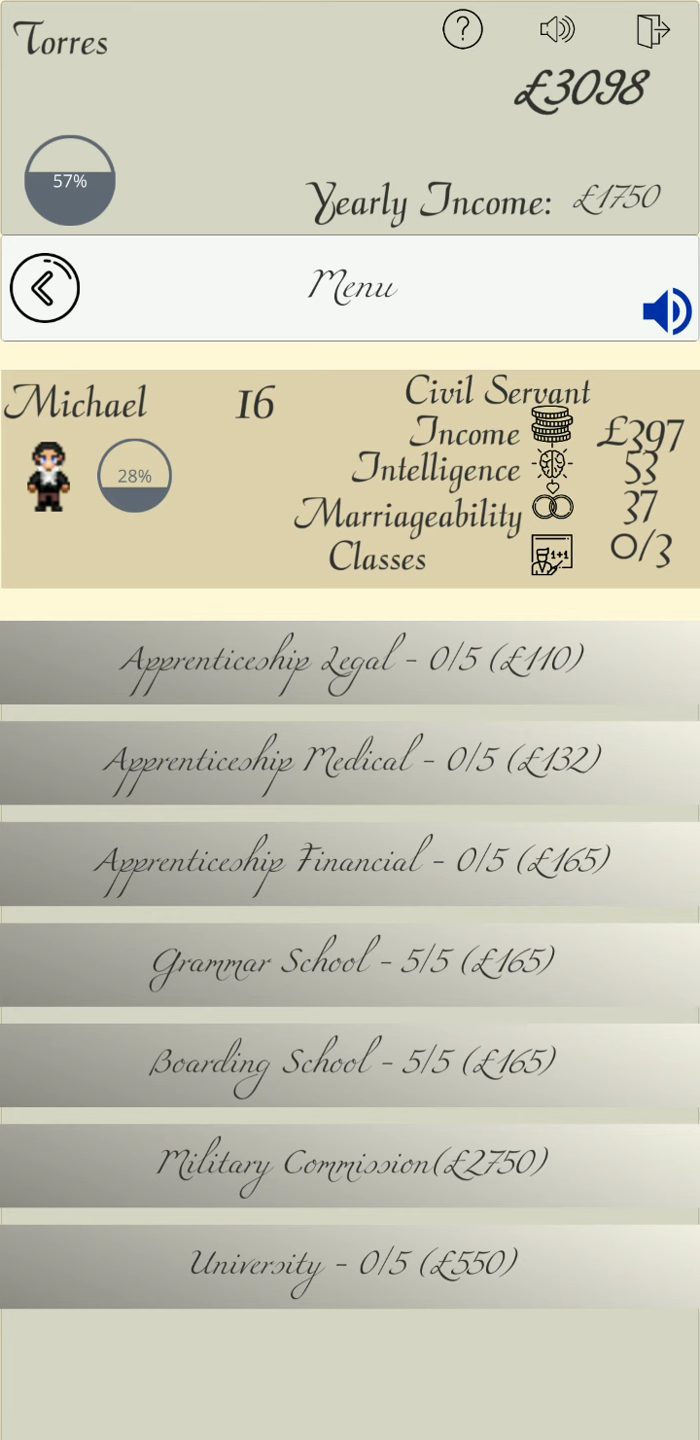 Torres
£3098
57%
Yearly Income: £1750
Menu
Michael 16 Civil Servant
28%
Income £397
Intelligence 53
Marriageability 37
Classes 1+1 0/3
Apprenticeship Legal - 0/5 (£110)
Apprenticeship Medical - 0/5 (£132)
Apprenticeship Financial - 0/5 (£165)
Grammar School - 5/5 (£165)
Boarding School - 5/5 (£165)
Military Commission(£2750)
University - 0/5 (£550)